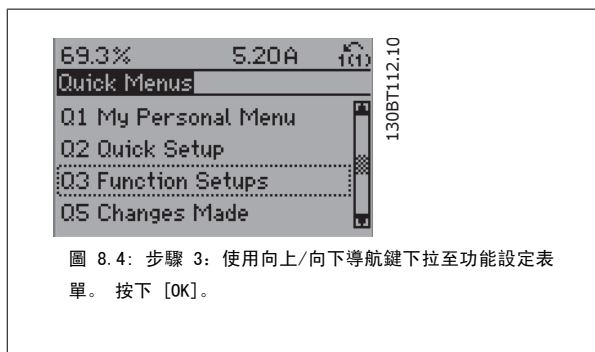 69.3% 5.20A 1(1)
Quick Menus
Q1 My Personal Menu
Q2 Quick Setup
Q3 Function Setups
Q5 Changes Made
130BT112.10
圖 8.4: 步驟 3：使用向上/向下導航鍵下拉至功能設定表
單。 按下 [OK]。